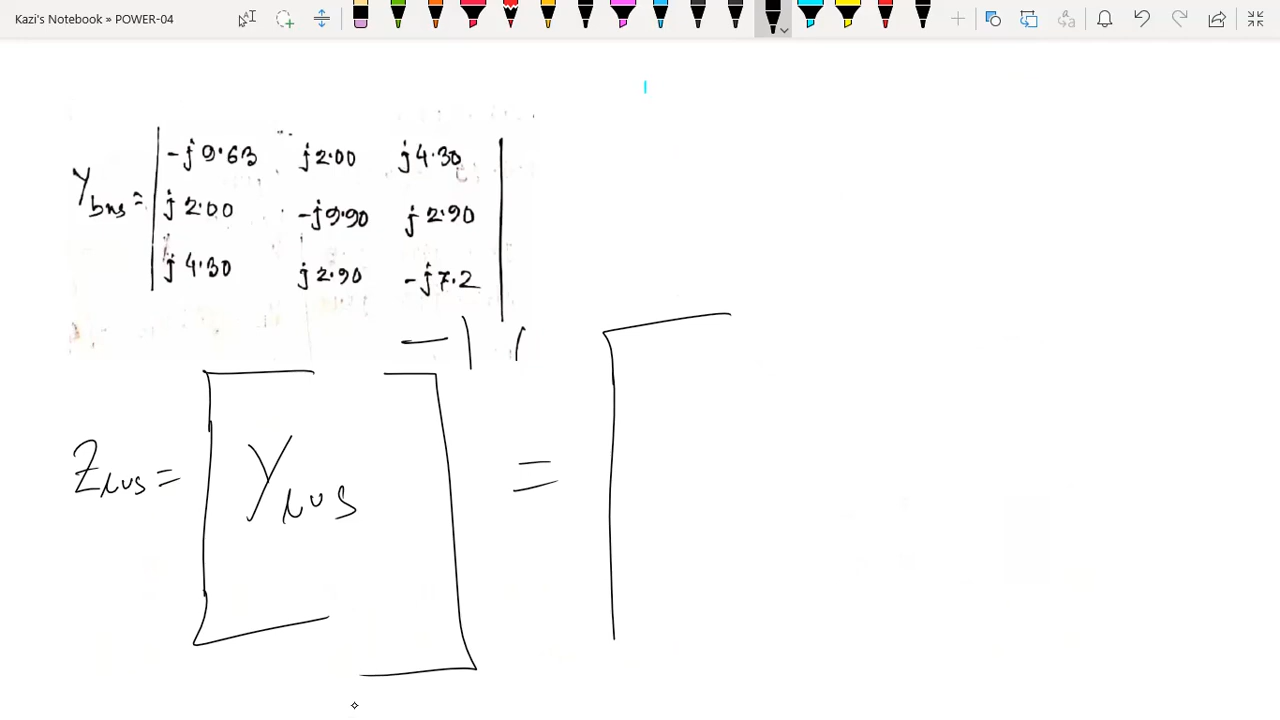 Kazi's Notebook » POWER-04
-j9.63 j2.00 j4.30
Ybus = j2.00 -j9.90 j2.90
j4.30 j2.90 -j7.2
-1
Zbus = [Ybus] =